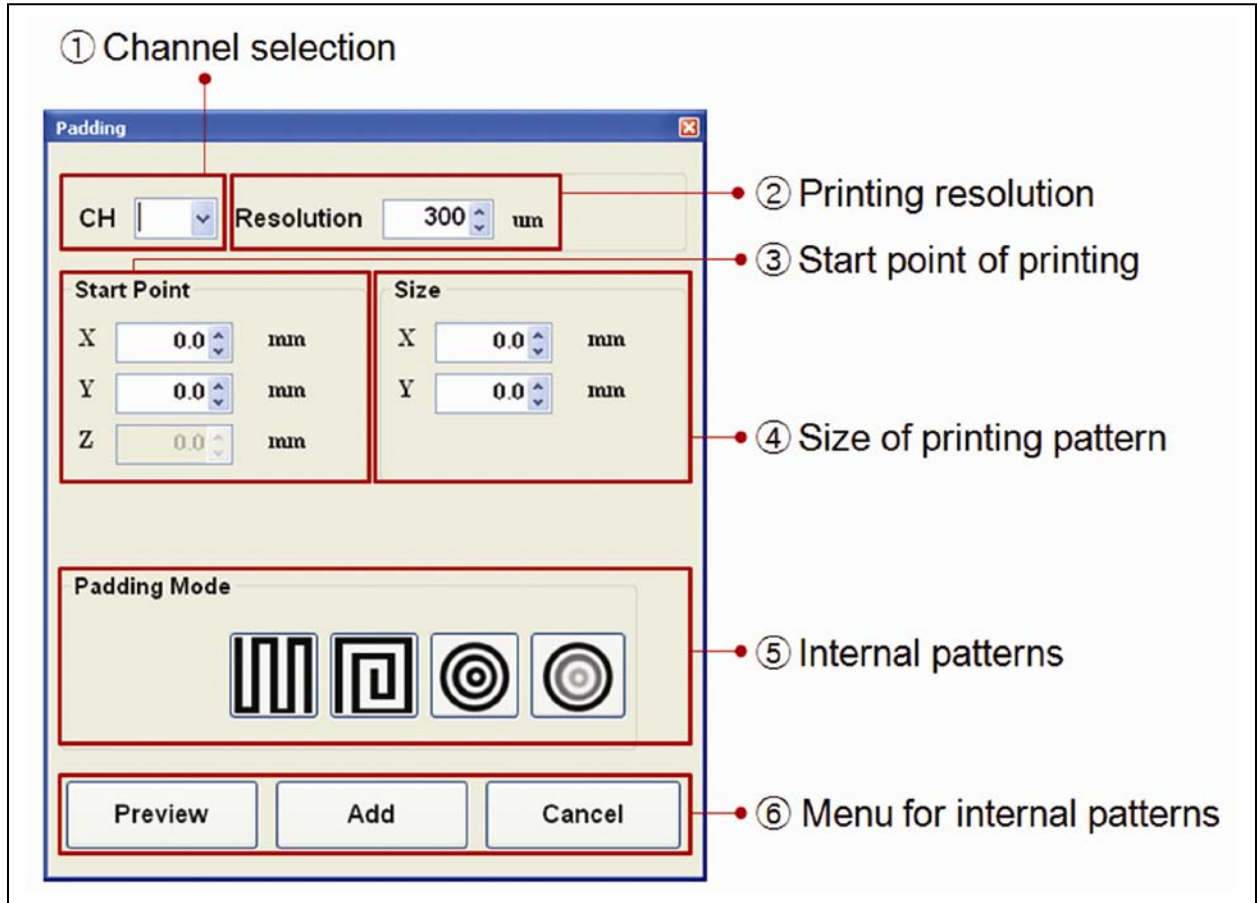 ① Channel selection
Padding
CH
Resolution 300 um
② Printing resolution
③ Start point of printing
Start Point
X 0.0 mm
Y 0.0 mm
Z 0.0 mm
Size
X 0.0 mm
Y 0.0 mm
④ Size of printing pattern
Padding Mode
⑤ Internal patterns
Preview Add Cancel
⑥ Menu for internal patterns